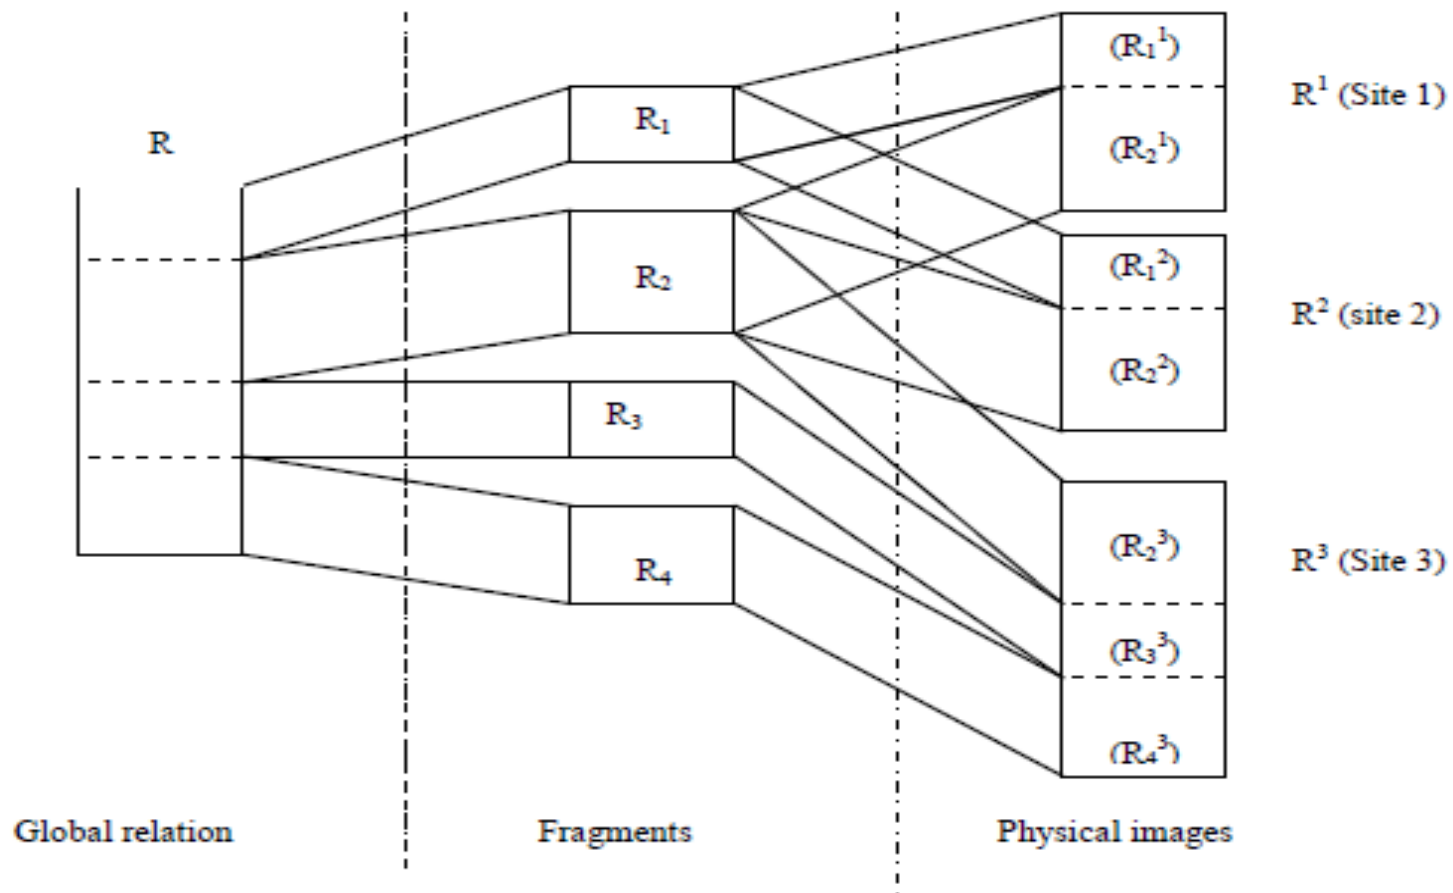 R
R₁
R₂
R₃
R₄
(R₁¹)
(R₂¹)
R¹ (Site 1)
(R₁²)
(R₂²)
R² (site 2)
(R₂³)
(R₃³)
(R₄³)
R³ (Site 3)
Global relation
Fragments
Physical images